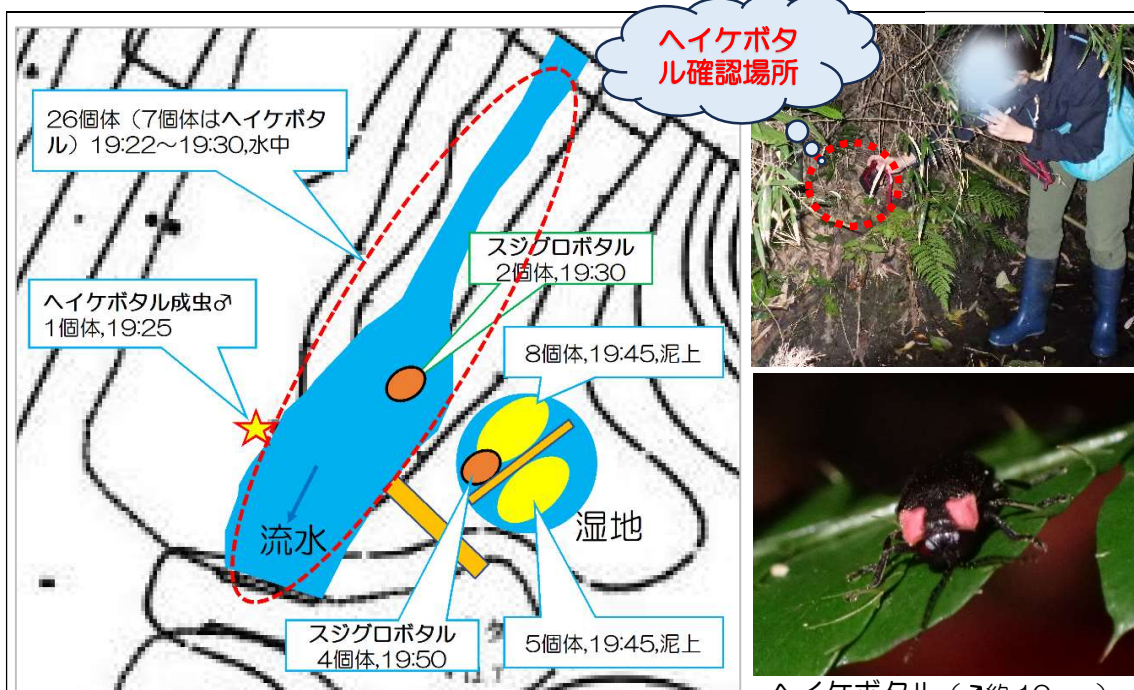 ヘイケボタ
ル確認場所
26個体（7個体はヘイケボタ
ル）19:22～19:30,水中
スジグロボタル
2個体,19:30
ヘイケボタル成虫♂
1個体,19:25
8個体,19:45,泥上
流水
湿地
スジグロボタル
4個体,19:50
5個体,19:45,泥上